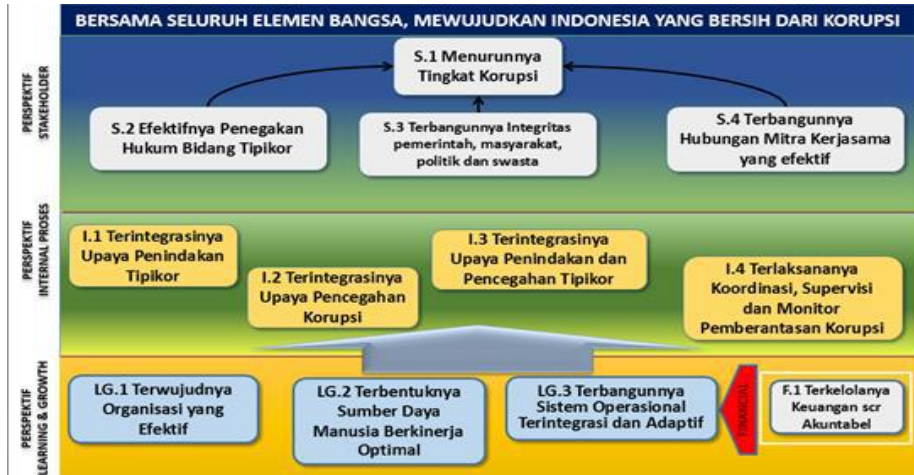 BERSAMA SELURUH ELEMEN BANGSA, MEWUJUDKAN INDONESIA YANG BERSIH DARI KORUPSI
PERSPEKTIF
STAKEHOLDER
S.1 Menurunnya
Tingkat Korupsi
S.2 Efektifnya Penegakan
Hukum Bidang Tipikor
S.3 Terbangunnya Integritas
pemerintah, masyarakat,
politik dan swasta
S.4 Terbangunnya
Hubungan Mitra Kerjasama
yang efektif
PERSPEKTIF
INTERNAL PROSES
I.1 Terintegrasinya
Upaya Penindakan
Tipikor
I.2 Terintegrasinya
Upaya Pencegahan
Korupsi
I.3 Terintegrasinya
Upaya Penindakan dan
Pencegahan Tipikor
I.4 Terlaksananya
Koordinasi, Supervisi
dan Monitor
Pemberantasan Korupsi
PERSPEKTIF
LEARNING & GROWTH
LG.1 Terwujudnya
Organisasi yang
Efektif
LG.2 Terbentuknya
Sumber Daya
Manusia Berkinerja
Optimal
LG.3 Terbangunnya
Sistem Operasional
Terintegrasi dan Adaptif
FINANCIAL
F.1 Terkelolanya
Keuangan scr
Akuntabel